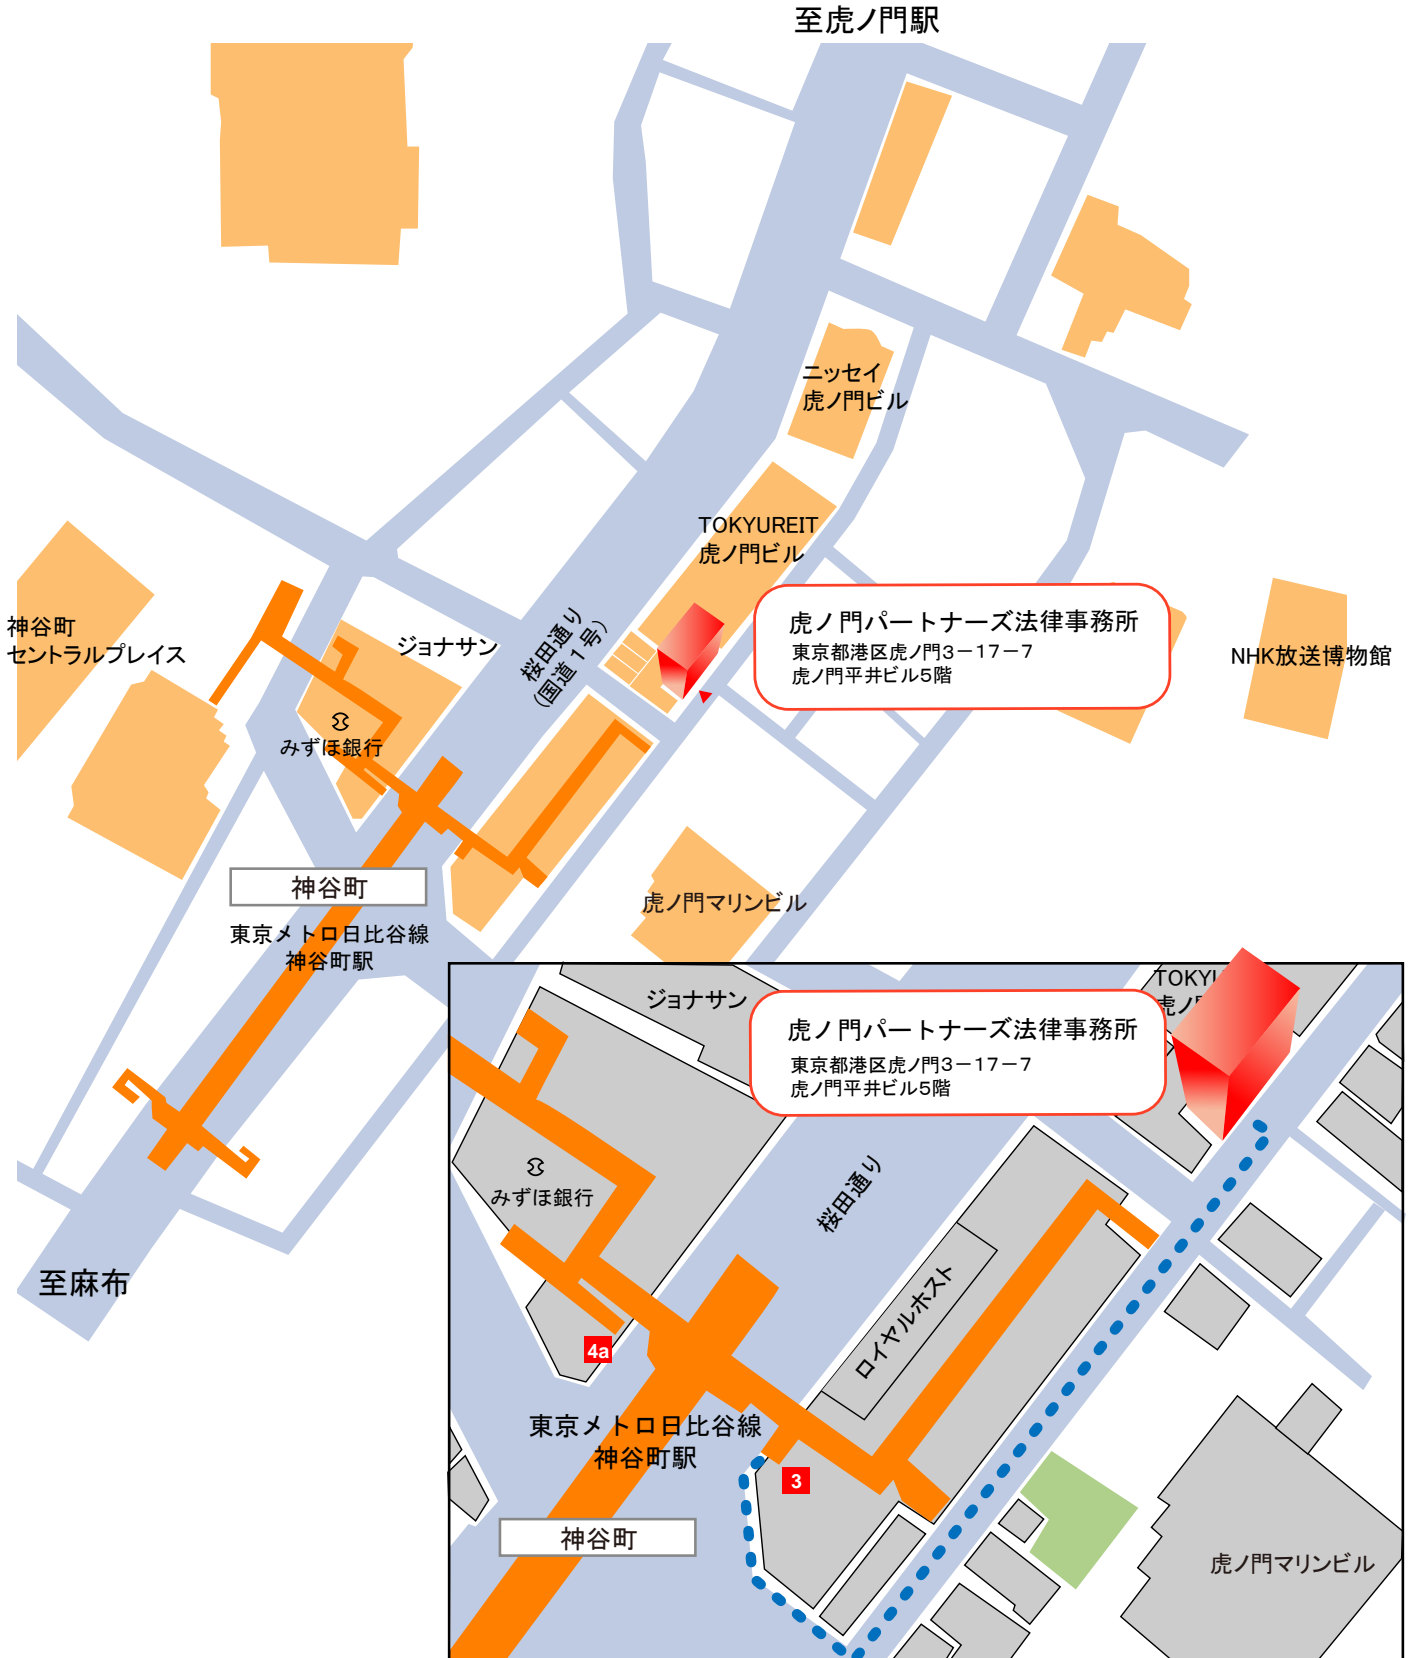 至虎ノ門駅
ニッセイ
虎ノ門ビル
TOKYUREIT
虎ノ門ビル
虎ノ門パートナーズ法律事務所
東京都港区虎ノ門3－17－7
虎ノ門平井ビル5階
NHK放送博物館
神谷町
セントラルプレイス
ジョナサン
桜田通り
(国道1号)
みずほ銀行
神谷町
東京メトロ日比谷線
神谷町駅
虎ノ門マリンビル
至麻布
ジョナサン
TOKYU
虎ノ門
虎ノ門パートナーズ法律事務所
東京都港区虎ノ門3－17－7
虎ノ門平井ビル5階
みずほ銀行
桜田通り
ロイヤルホスト
4a
東京メトロ日比谷線
神谷町駅
3
神谷町
虎ノ門マリンビル